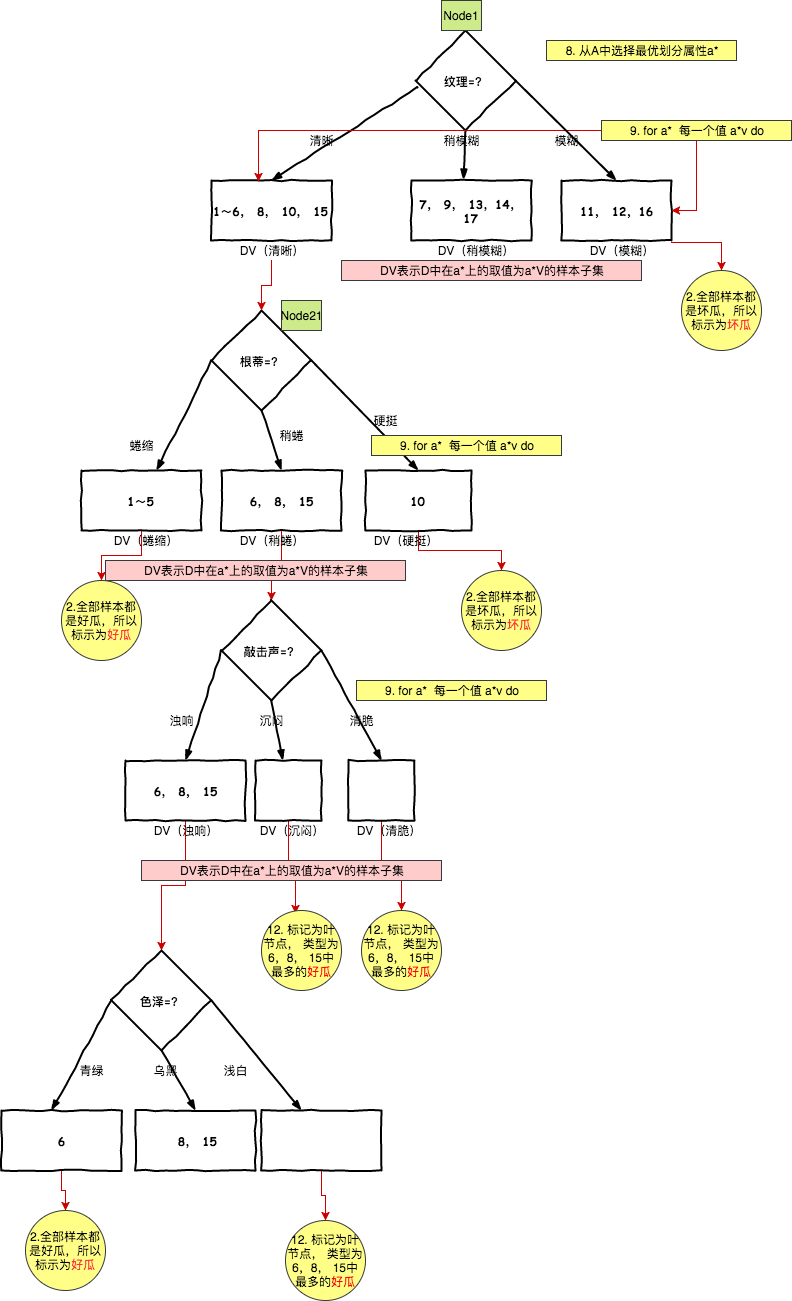 Node1
8. 从A中选择最优划分属性a*
纹理=?
9. for a* 每一个值 a*v do
清晰
稍模糊
模糊
1～6, 8, 10, 15
7, 9, 13, 14,
17
11, 12, 16
DV（清晰）
DV（稍模糊）
DV（模糊）
DV表示D中在a*上的取值为a*V的样本子集
2.全部样本都
是坏瓜，所以
标示为坏瓜
Node21
根蒂=?
蜷缩
稍蜷
硬挺
9. for a* 每一个值 a*v do
1～5
6, 8, 15
10
DV（蜷缩）
DV（稍蜷）
DV（硬挺）
DV表示D中在a*上的取值为a*V的样本子集
2.全部样本都
是好瓜，所以
标示为好瓜
2.全部样本都
是坏瓜，所以
标示为坏瓜
敲击声=?
9. for a* 每一个值 a*v do
浊响
沉闷
清脆
6, 8, 15
DV（浊响）
DV（沉闷）
DV（清脆）
DV表示D中在a*上的取值为a*V的样本子集
12. 标记为叶
节点， 类型为
6，8， 15中
最多的好瓜
12. 标记为叶
节点， 类型为
6，8， 15中
最多的好瓜
色泽=?
青绿
乌黑
浅白
6
8, 15
2.全部样本都
是好瓜，所以
标示为好瓜
12. 标记为叶
节点， 类型为
6，8， 15中
最多的好瓜